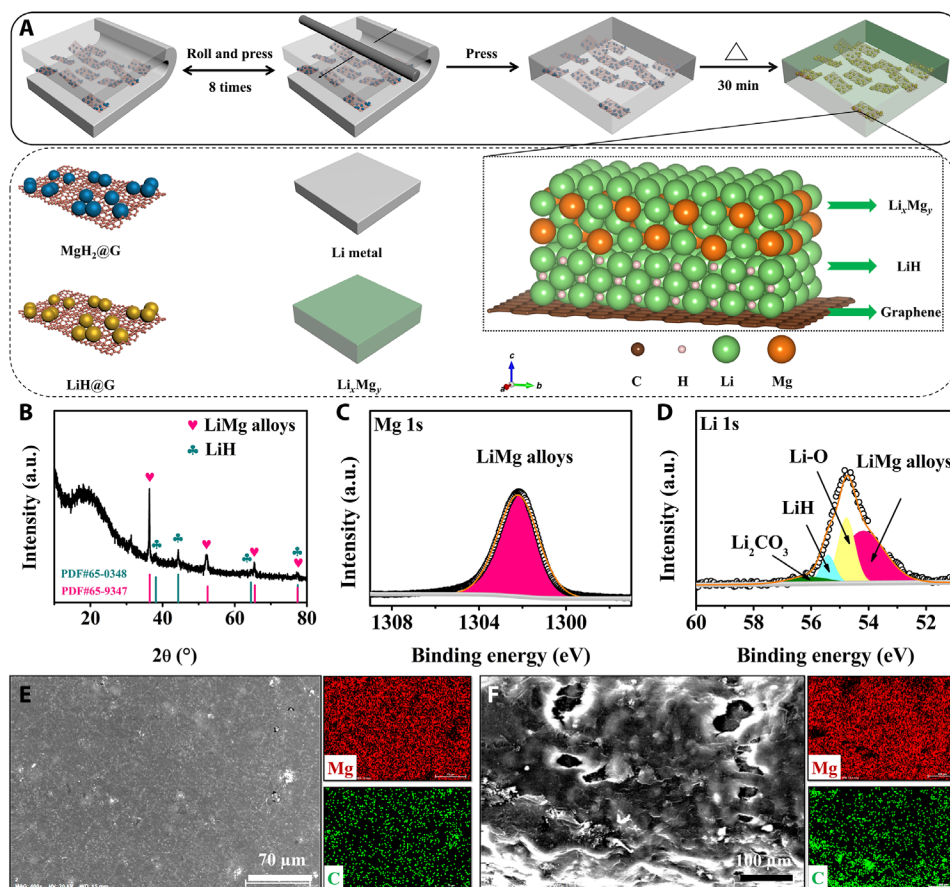 A
Roll and press
8 times
Press
△
30 min
MgH₂@G
Li metal
LiₓMgᵧ
LiH
Graphene
LiH@G
LiₓMgᵧ
c
a
b
C
H
Li
Mg
B
Intensity (a.u.)
♥ LiMg alloys
♣ LiH
PDF#65-0348
PDF#65-9347
20
40
60
80
2θ (°)
C
Mg 1s
Intensity (a.u.)
LiMg alloys
1308
1304
1300
Binding energy (eV)
D
Li 1s
Intensity (a.u.)
Li-O
LiMg alloys
LiH
Li₂CO₃
60
58
56
54
52
Binding energy (eV)
E
70 µm
Mg
C
F
100 µm
Mg
C